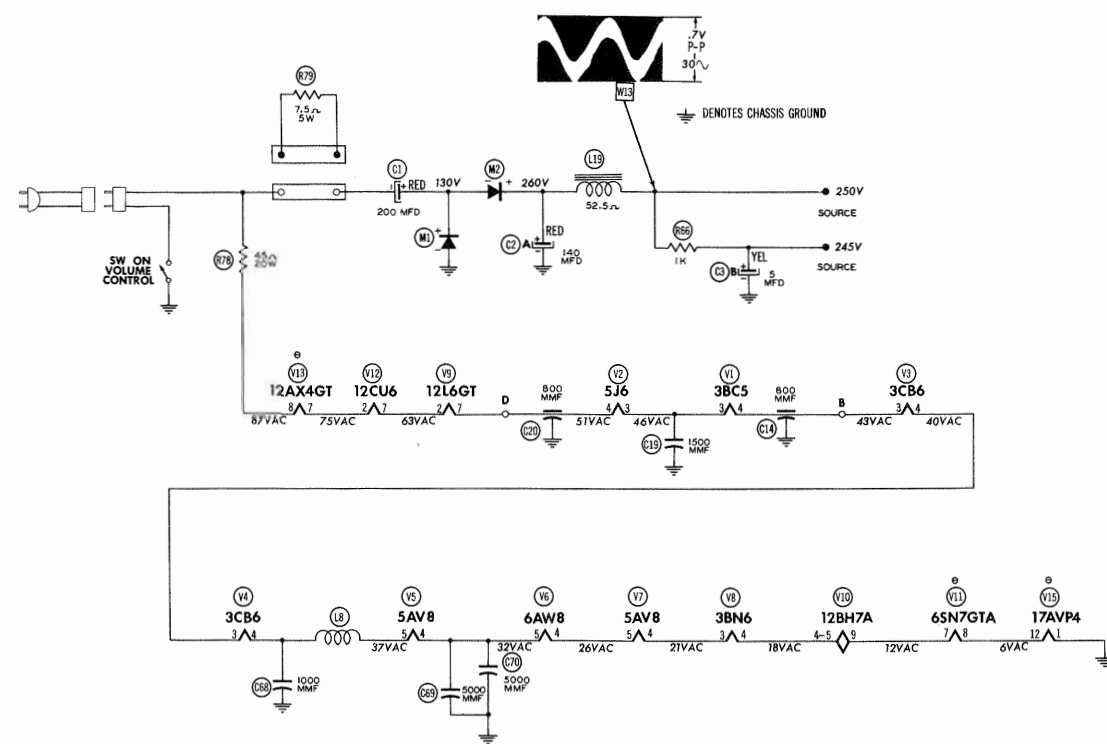 .7V
P-P
30∿
W13
DENOTES CHASSIS GROUND
R79
7.5Ω
5W
C1
RED
130V
M2
260V
L19
250V
SOURCE
200 MFD
52.5Ω
M1
RED
C2 A
140
MFD
R66
1K
245V
SOURCE
YEL
C3 B
5
MFD
SW ON
VOLUME
CONTROL
R78
45Ω
20W
θ
V13
V12
V9
V2
V1
V3
12AX4GT
12CU6
12L6GT
5J6
3BC5
3CB6
800
MMF
800
MMF
8 7
2 7
2 7
D
4 3
3 4
B
3 4
87VAC
75VAC
63VAC
C20
51VAC
46VAC
C14
43VAC
40VAC
C19
1500
MMF
θ
θ
V4
V5
V6
V7
V8
V10
V11
V15
3CB6
L8
5AV8
6AW8
5AV8
3BN6
12BH7A
6SN7GTA
17AVP4
3 4
5 4
5 4
5 4
3 4
4-5 9
7 8
12 1
37VAC
32VAC
26VAC
21VAC
18VAC
12VAC
6VAC
C68
1000
MMF
C69
5000
MMF
C70
5000
MMF